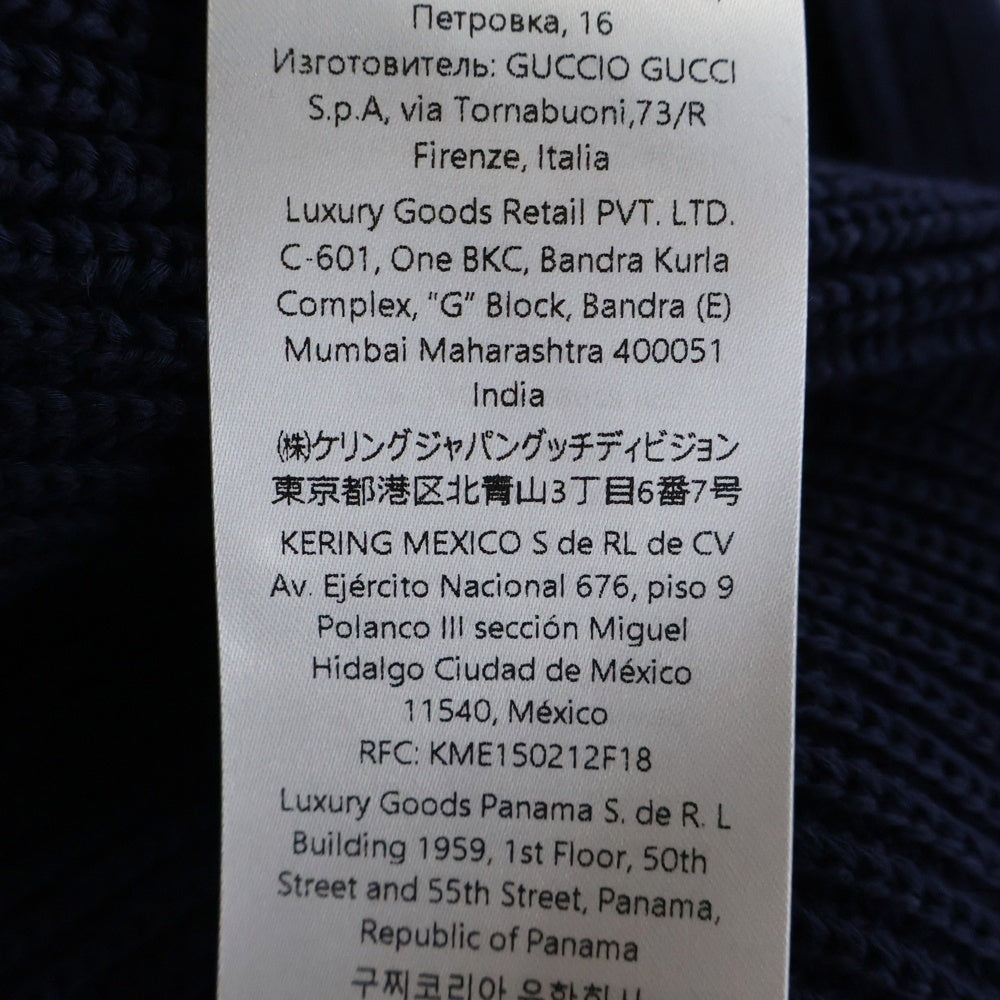 Петровка, 16
Изготовитель: GUCCIO GUCCI
S.p.A, via Tornabuoni,73/R
Firenze, Italia
Luxury Goods Retail PVT. LTD.
C-601, One BKC, Bandra Kurla
Complex, "G" Block, Bandra (E)
Mumbai Maharashtra 400051
India
㈱ケリングジャパングッチディビジョン
東京都港区北青山3丁目6番7号
KERING MEXICO S de RL de CV
Av. Ejército Nacional 676, piso 9
Polanco III sección Miguel
Hidalgo Ciudad de México
11540, México
RFC: KME150212F18
Luxury Goods Panama S. de R. L
Building 1959, 1st Floor, 50th
Street and 55th Street, Panama,
Republic of Panama
구찌코리아